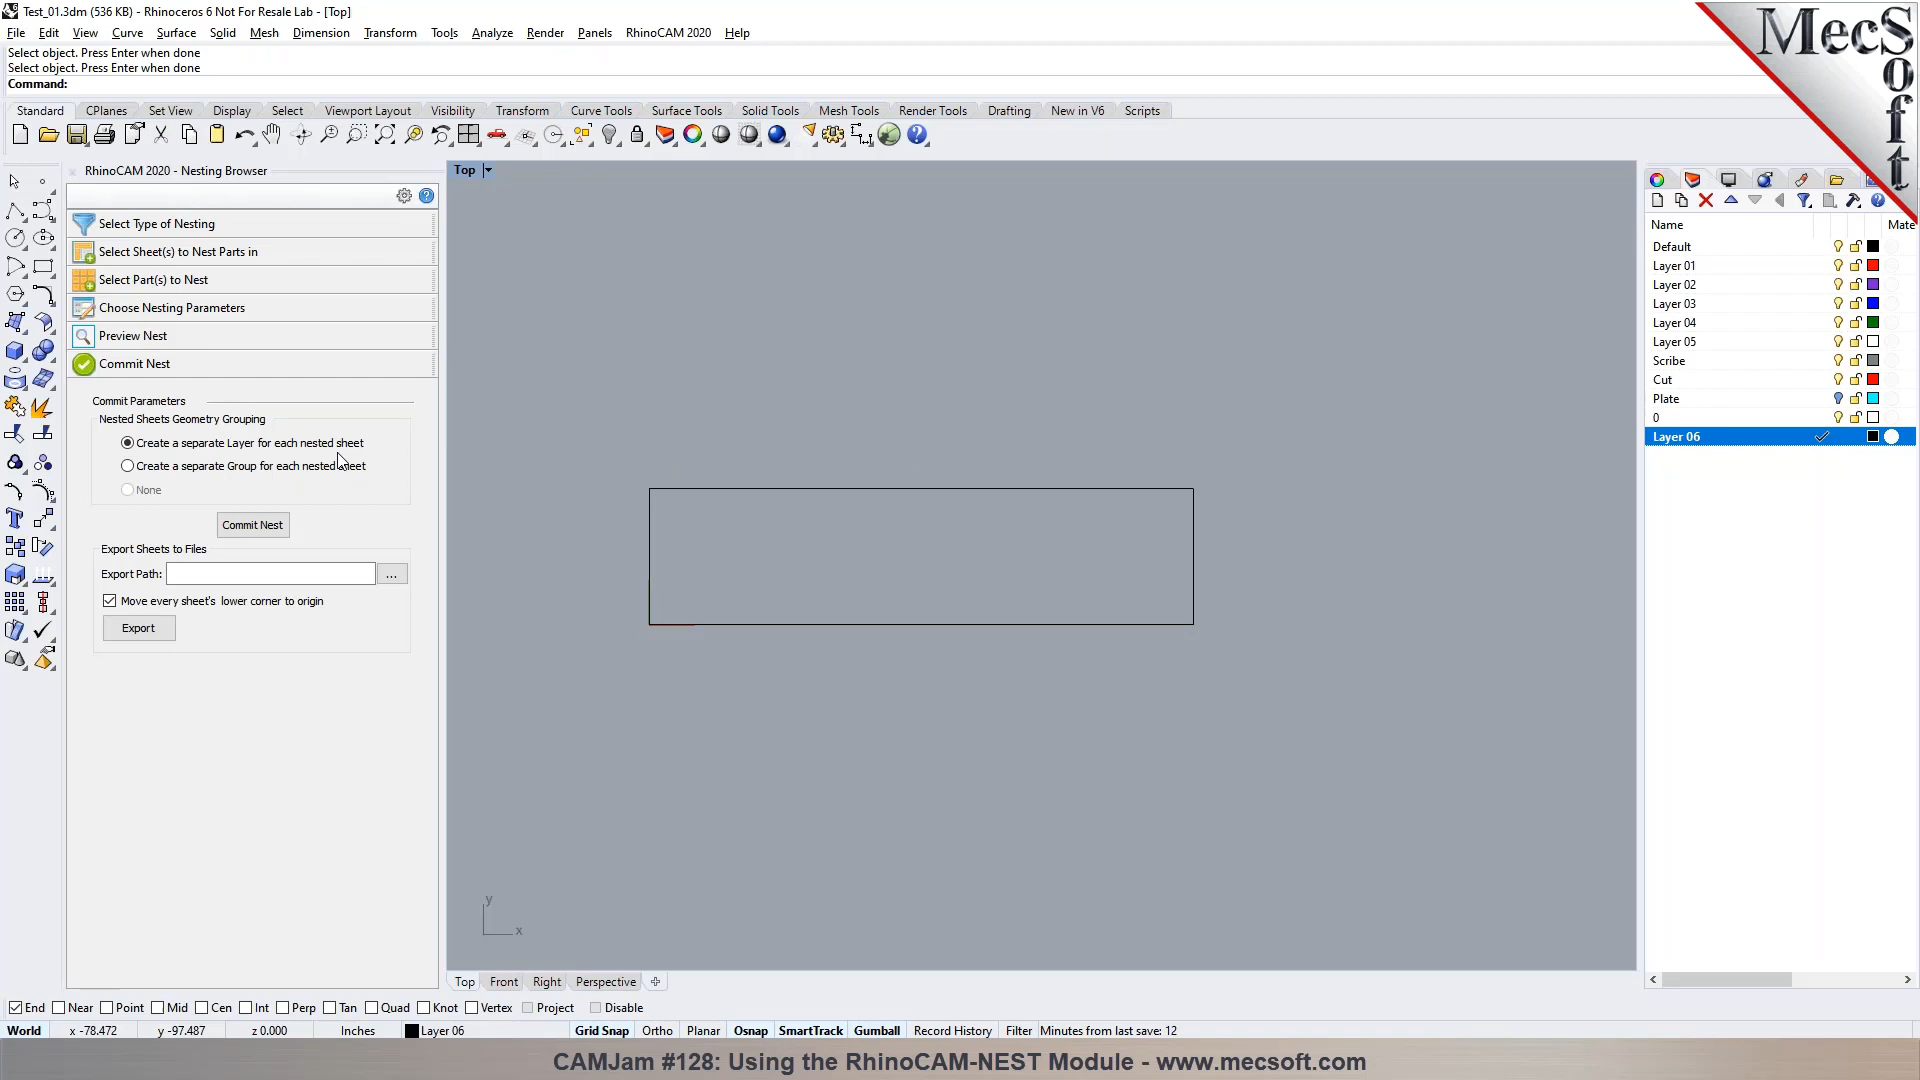 Test_01.3dm (536 KB) - Rhinoceros 6 Not For Resale Lab - [Top]
File Edit View Curve Surface Solid Mesh Dimension Transform Tools Analyze Render Panels RhinoCAM 2020 Help
Select object. Press Enter when done
Select object. Press Enter when done
Command:
MecSoft
Standard CPlanes Set View Display Select Viewport Layout Visibility Transform Curve Tools Surface Tools Solid Tools Mesh Tools Render Tools Drafting New in V6 Scripts
RhinoCAM 2020 - Nesting Browser
Top
Select Type of Nesting
Select Sheet(s) to Nest Parts in
Select Part(s) to Nest
Choose Nesting Parameters
Preview Nest
Commit Nest
Commit Parameters
Nested Sheets Geometry Grouping
Create a separate Layer for each nested sheet
Create a separate Group for each nested sheet
None
Commit Nest
Export Sheets to Files
Export Path:
...
Move every sheet's lower corner to origin
Export
Name Mate
Default
Layer 01
Layer 02
Layer 03
Layer 04
Layer 05
Scribe
Cut
Plate
0
Layer 06
y
x
Top Front Right Perspective
End Near Point Mid Cen Int Perp Tan Quad Knot Vertex Project Disable
World x -78.472 y -97.487 z 0.000 Inches Layer 06 Grid Snap Ortho Planar Osnap SmartTrack Gumball Record History Filter Minutes from last save: 12
CAMJam #128: Using the RhinoCAM-NEST Module - www.mecsoft.com